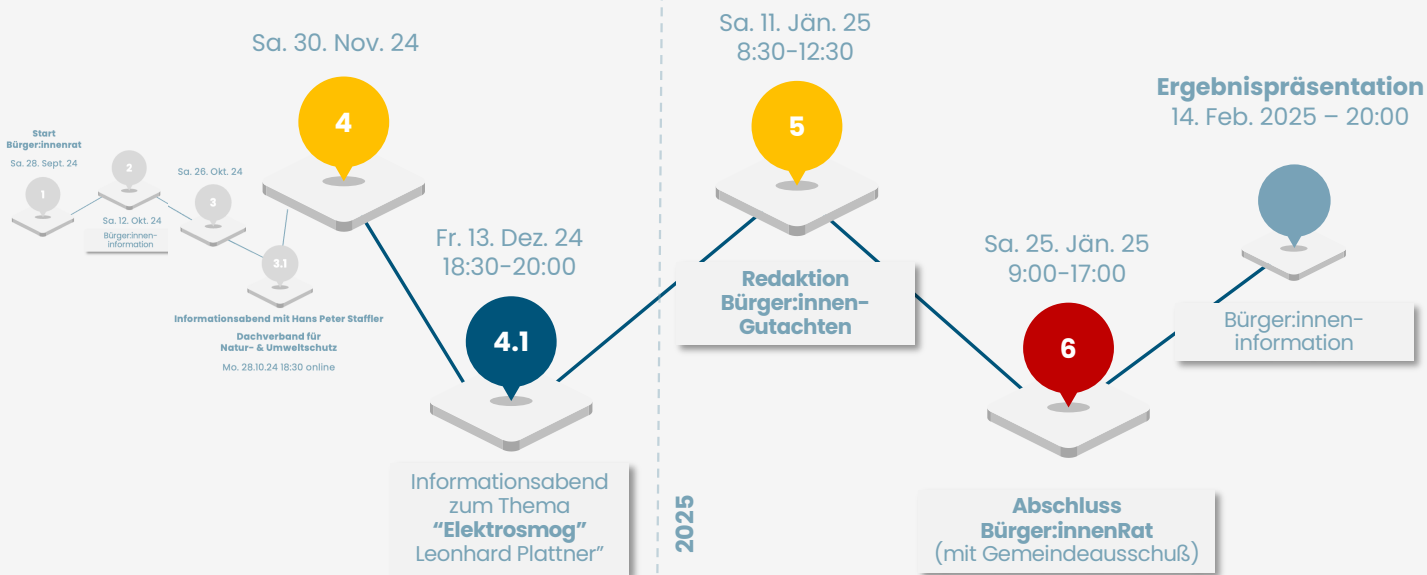 Start
Bürger:innenrat
Sa. 28. Sept. 24
1
2
Sa. 12. Okt. 24
Bürger:innen-
information
Sa. 26. Okt. 24
3
3.1
Informationsabend mit Hans Peter Staffler
Dachverband für
Natur- & Umweltschutz
Mo. 28.10.24 18:30 online
Sa. 30. Nov. 24
4
Fr. 13. Dez. 24
18:30-20:00
4.1
Informationsabend
zum Thema
“Elektrosmog”
Leonhard Plattner”
2025
Sa. 11. Jän. 25
8:30-12:30
5
Redaktion
Bürger:innen-
Gutachten
Sa. 25. Jän. 25
9:00-17:00
6
Abschluss
Bürger:innenRat
(mit Gemeindeausschuß)
Ergebnispräsentation
14. Feb. 2025 – 20:00
Bürger:innen-
information